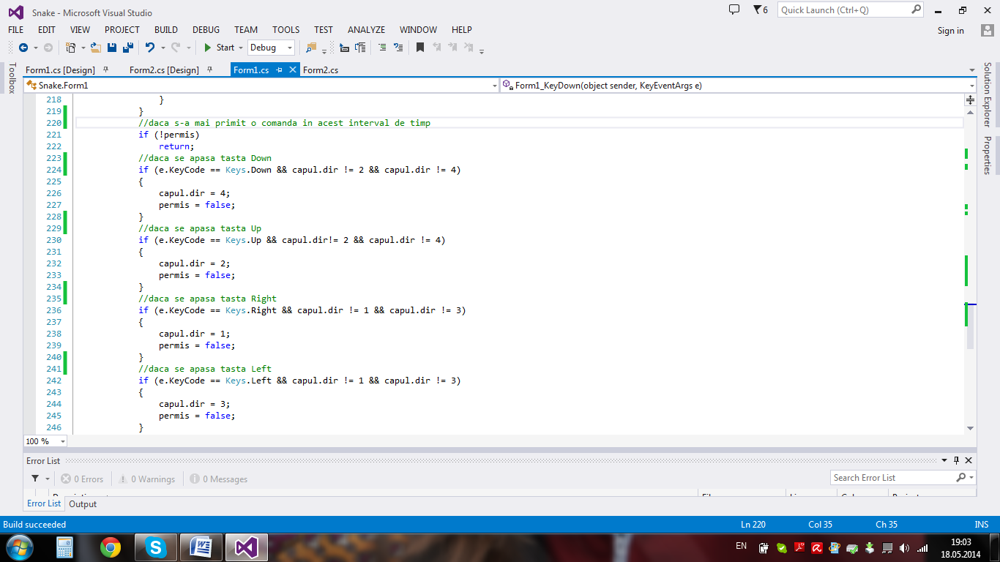 Snake - Microsoft Visual Studio
6
Quick Launch (Ctrl+Q)
FILE EDIT VIEW PROJECT BUILD DEBUG TEAM TOOLS TEST ANALYZE WINDOW HELP
Sign in
Start Debug
Toolbox
Form1.cs [Design] Form2.cs [Design] Form1.cs Form2.cs
Snake.Form1
Form1_KeyDown(object sender, KeyEventArgs e)
Solution Explorer
Properties
218 }
219 }
220 //daca s-a mai primit o comanda in acest interval de timp
221 if (!permis)
222 return;
223 //daca se apasa tasta Down
224 if (e.KeyCode == Keys.Down && capul.dir != 2 && capul.dir != 4)
225 {
226 capul.dir = 4;
227 permis = false;
228 }
229 //daca se apasa tasta Up
230 if (e.KeyCode == Keys.Up && capul.dir!= 2 && capul.dir != 4)
231 {
232 capul.dir = 2;
233 permis = false;
234 }
235 //daca se apasa tasta Right
236 if (e.KeyCode == Keys.Right && capul.dir != 1 && capul.dir != 3)
237 {
238 capul.dir = 1;
239 permis = false;
240 }
241 //daca se apasa tasta Left
242 if (e.KeyCode == Keys.Left && capul.dir != 1 && capul.dir != 3)
243 {
244 capul.dir = 3;
245 permis = false;
246 }
100 %
Error List
0 Errors 0 Warnings 0 Messages
Search Error List
Error List Output
Build succeeded
Ln 220 Col 35 Ch 35 INS
EN
19:03
18.05.2014